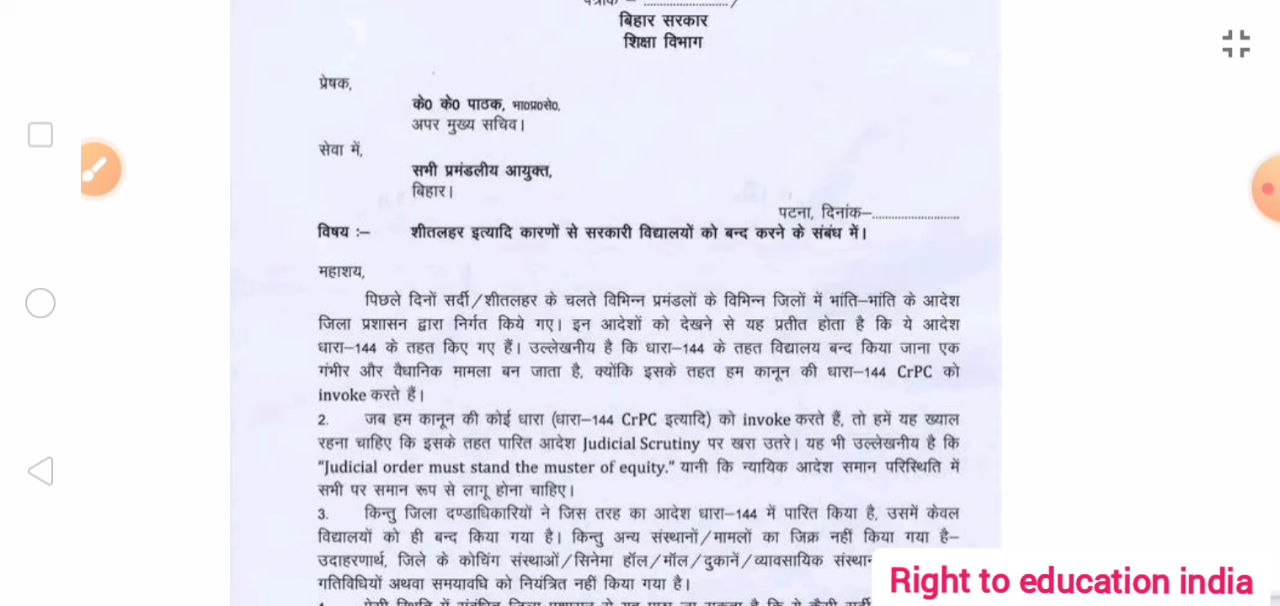 पत्रांक – ........................../
बिहार सरकार
शिक्षा विभाग
प्रेषक,
के0 के0 पाठक, भा०प्र०से०,
अपर मुख्य सचिव।
सेवा में,
सभी प्रमंडलीय आयुक्त,
बिहार।
पटना, दिनांक–..........................
विषय :– शीतलहर इत्यादि कारणों से सरकारी विद्यालयों को बन्द करने के संबंध में।
महाशय,
पिछले दिनों सर्दी/शीतलहर के चलते विभिन्न प्रमंडलों के विभिन्न जिलों में भांति–भांति के आदेश
जिला प्रशासन द्वारा निर्गत किये गए। इन आदेशों को देखने से यह प्रतीत होता है कि ये आदेश
धारा–144 के तहत किए गए हैं। उल्लेखनीय है कि धारा–144 के तहत विद्यालय बन्द किया जाना एक
गंभीर और वैधानिक मामला बन जाता है, क्योंकि इसके तहत हम कानून की धारा–144 CrPC को
invoke करते हैं।
2. जब हम कानून की कोई धारा (धारा–144 CrPC इत्यादि) को invoke करते हैं, तो हमें यह ख्याल
रहना चाहिए कि इसके तहत पारित आदेश Judicial Scrutiny पर खरा उतरे। यह भी उल्लेखनीय है कि
"Judicial order must stand the muster of equity." यानी कि न्यायिक आदेश समान परिस्थिति में
सभी पर समान रूप से लागू होना चाहिए।
3. किन्तु जिला दण्डाधिकारियों ने जिस तरह का आदेश धारा–144 में पारित किया है, उसमें केवल
विद्यालयों को ही बन्द किया गया है। किन्तु अन्य संस्थानों/मामलों का जिक्र नहीं किया गया है–
उदाहरणार्थ, जिले के कोचिंग संस्थाओं/सिनेमा हॉल/मॉल/दुकानें/व्यावसायिक
गतिविधियों अथवा समयावधि को नियंत्रित नहीं किया गया है।
Right to education india